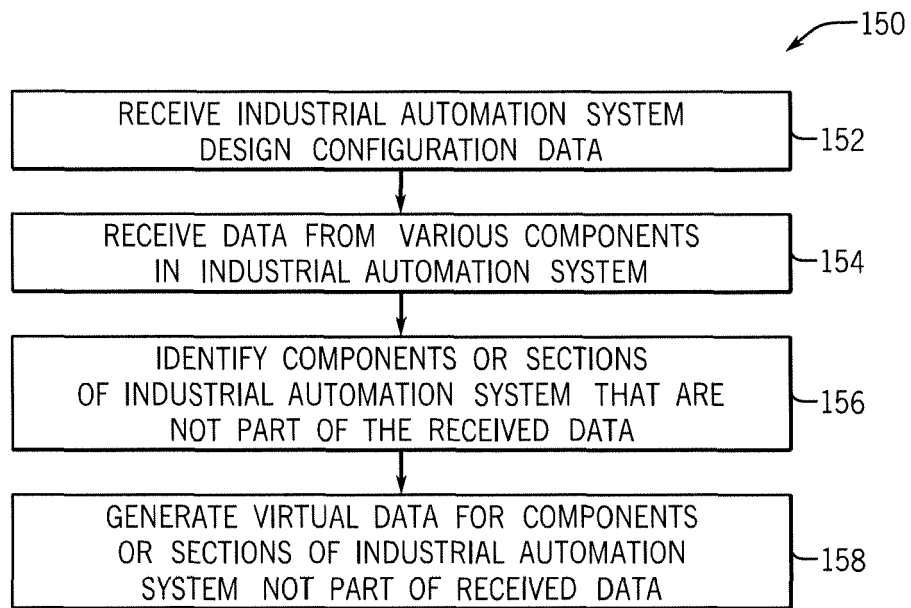 150
RECEIVE INDUSTRIAL AUTOMATION SYSTEM
DESIGN CONFIGURATION DATA
152
RECEIVE DATA FROM VARIOUS COMPONENTS
IN INDUSTRIAL AUTOMATION SYSTEM
154
IDENTIFY COMPONENTS OR SECTIONS
OF INDUSTRIAL AUTOMATION SYSTEM THAT ARE
NOT PART OF THE RECEIVED DATA
156
GENERATE VIRTUAL DATA FOR COMPONENTS
OR SECTIONS OF INDUSTRIAL AUTOMATION
SYSTEM NOT PART OF RECEIVED DATA
158